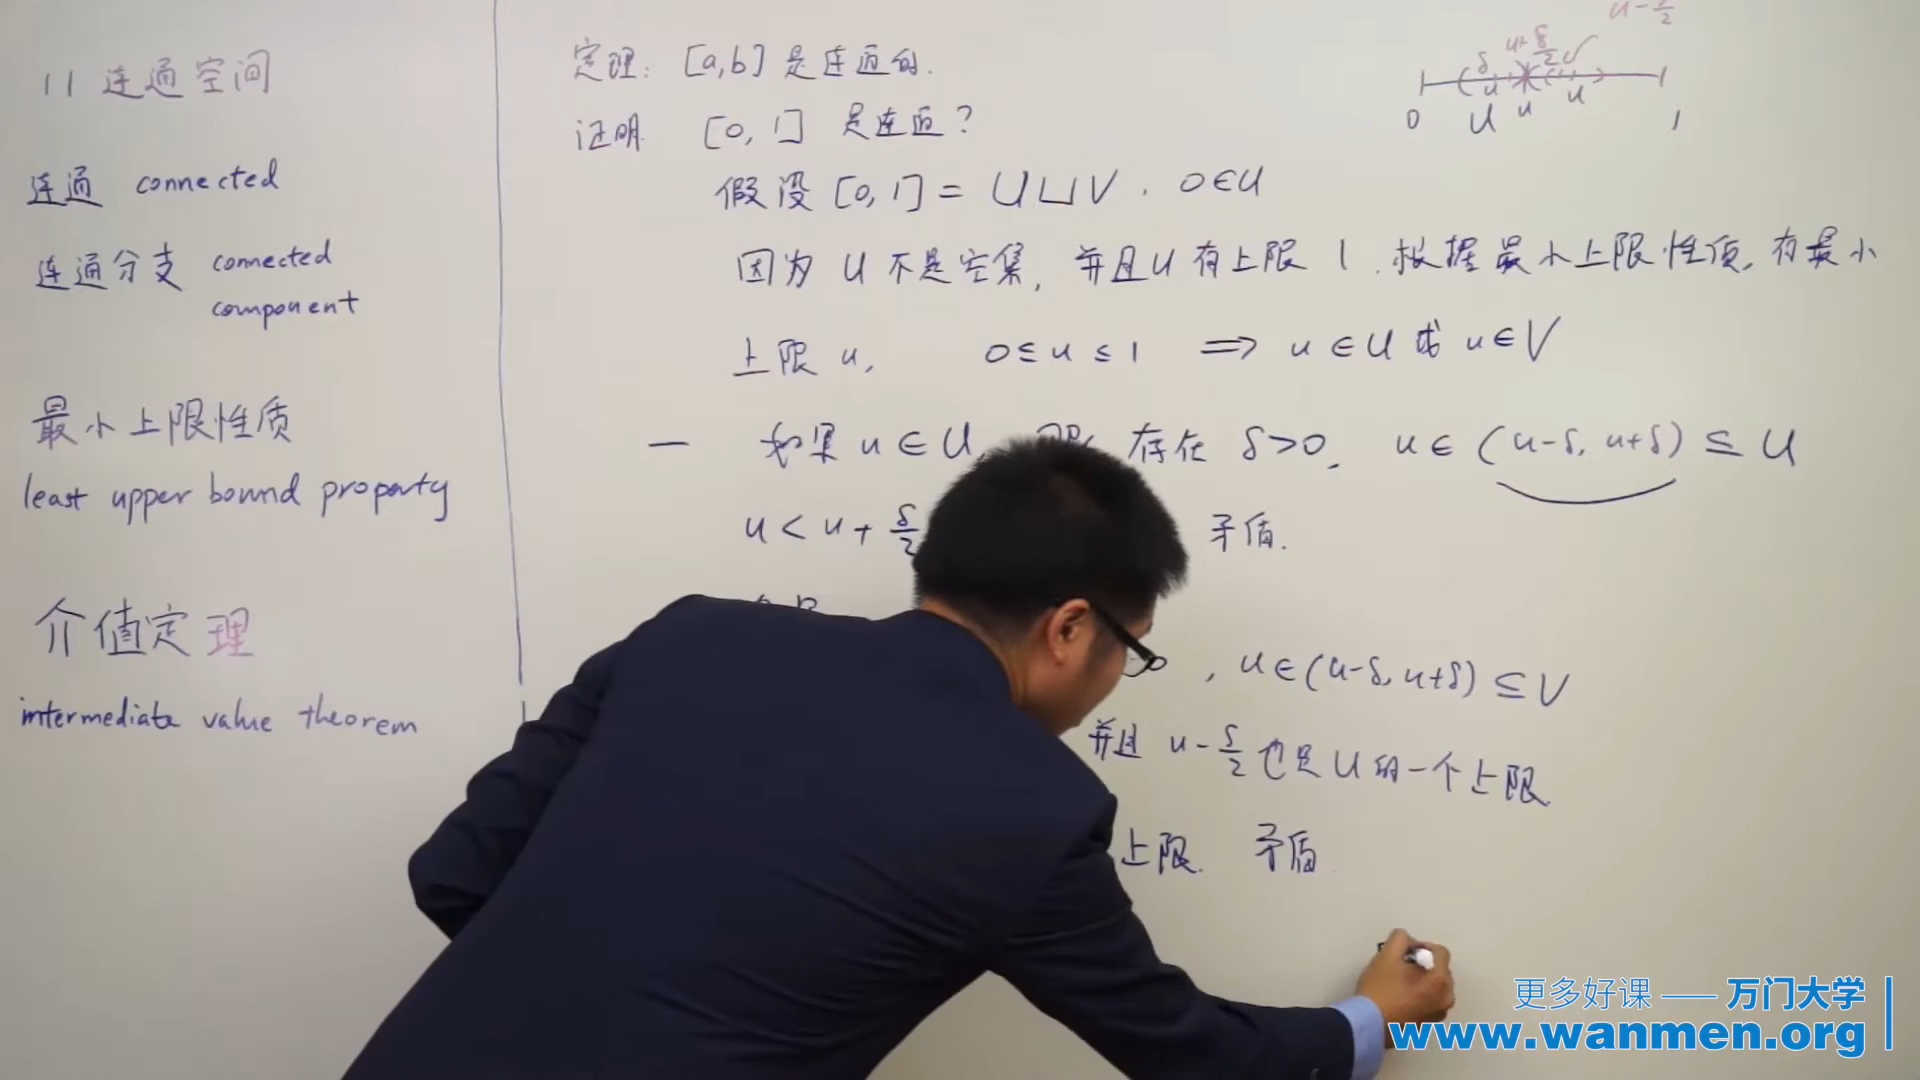 11 连通空间
连通 connected
连通分支 connected
component
最小上限性质
least upper bound property
介值定理
intermediate value theorem
定理: [a,b] 是连通的.
证明 [0,1] 是连通?
假设 [0,1] = U⊔V. 0∈U
因为 U 不是空集, 并且U有上限 1. 根据最小上限性质, 有最小
上限 u, 0≤u≤1 ⟹ u∈U 或 u∈V
一 如果 u∈U 存在 δ>0, u∈(u-δ, u+δ)⊆U
u<u+δ/2 矛盾.
, u∈(u-δ, u+δ)⊆V
并且 u-δ/2 也是U的一个上限
上限. 矛盾
u-δ/2
δ u+δ/2
u u u
0 U 1
更多好课 —— 万门大学
www.wanmen.org